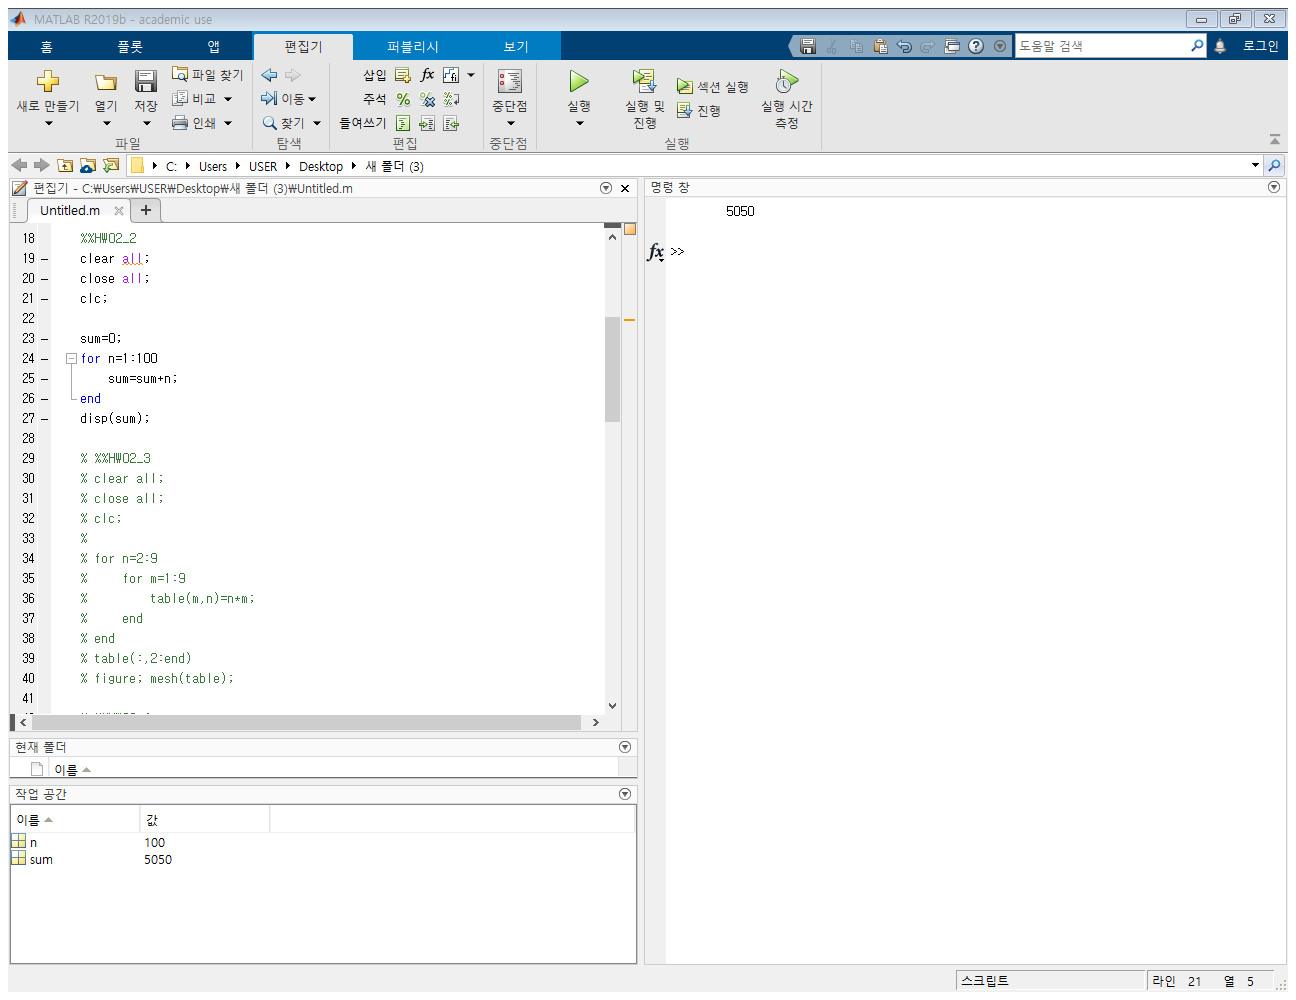 MATLAB R2019b - academic use
홈 플롯 앱 편집기 퍼블리시 보기
도움말 검색 로그인
새로 만들기 열기 저장 파일 찾기 비교 인쇄
파일
이동 찾기
탐색
삽입 fx
주석
들여쓰기
편집
중단점
중단점
실행 실행 및 진행 섹션 실행 진행 실행 시간 측정
실행
C: Users USER Desktop 새 폴더 (3)
편집기 - C:₩Users₩USER₩Desktop₩새 폴더 (3)₩Untitled.m
Untitled.m +
18 %%HW02_2
19 – clear all;
20 – close all;
21 – clc;
22
23 – sum=0;
24 – for n=1:100
25 – sum=sum+n;
26 – end
27 – disp(sum);
28
29 % %%HW02_3
30 % clear all;
31 % close all;
32 % clc;
33 %
34 % for n=2:9
35 % for m=1:9
36 % table(m,n)=n*m;
37 % end
38 % end
39 % table(:,2:end)
40 % figure; mesh(table);
41
현재 폴더
이름
작업 공간
이름 값
n 100
sum 5050
명령 창
5050
fx >>
스크립트 라인 21 열 5